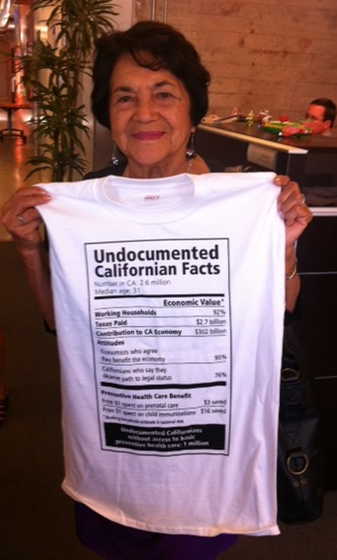 Undocumented
Californian Facts
Number in CA: 2.6 million
Median age: 31
Economic Value*
Working Households 92%
Taxes Paid $2.7 billion
Contribution to CA Economy $302 billion
Attitudes
Economists who agree
they benefit the economy 95%
Californians who say they
deserve path to legal status 76%
Preventive Health Care Benefit
From $1 spent on prenatal care $3 saved
From $1 spent on child immunizations $16 saved
Undocumented Californians
without access to basic
preventive health care: 1 million